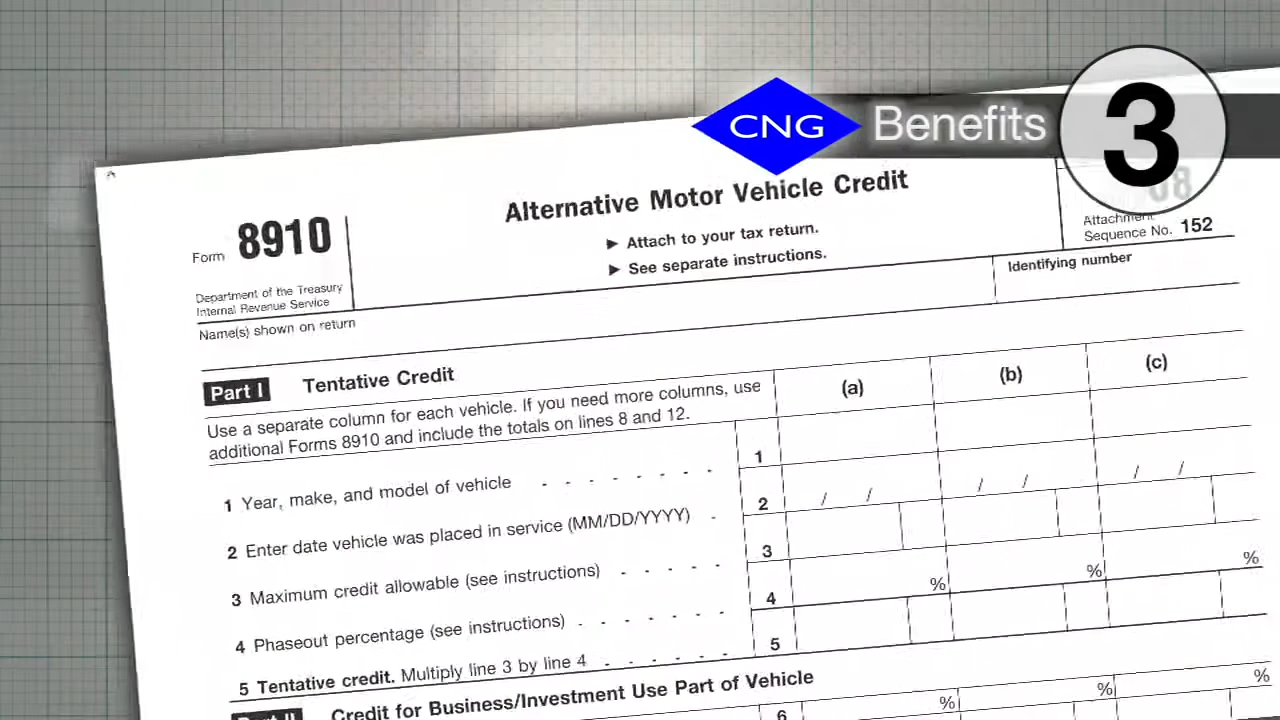 CNG Benefits 3
Alternative Motor Vehicle Credit
Form 8910
▶ Attach to your tax return.
▶ See separate instructions.
08
Attachment
Sequence No. 152
Department of the Treasury
Internal Revenue Service
Name(s) shown on return
Identifying number
Part I Tentative Credit
Use a separate column for each vehicle. If you need more columns, use
additional Forms 8910 and include the totals on lines 8 and 12.
(a) (b) (c)
1 Year, make, and model of vehicle 1
2 Enter date vehicle was placed in service (MM/DD/YYYY) 2 / / / / / /
3 Maximum credit allowable (see instructions) 3
4 Phaseout percentage (see instructions) 4 % % %
5 Tentative credit. Multiply line 3 by line 4 5
Part II Credit for Business/Investment Use Part of Vehicle
6 % % %